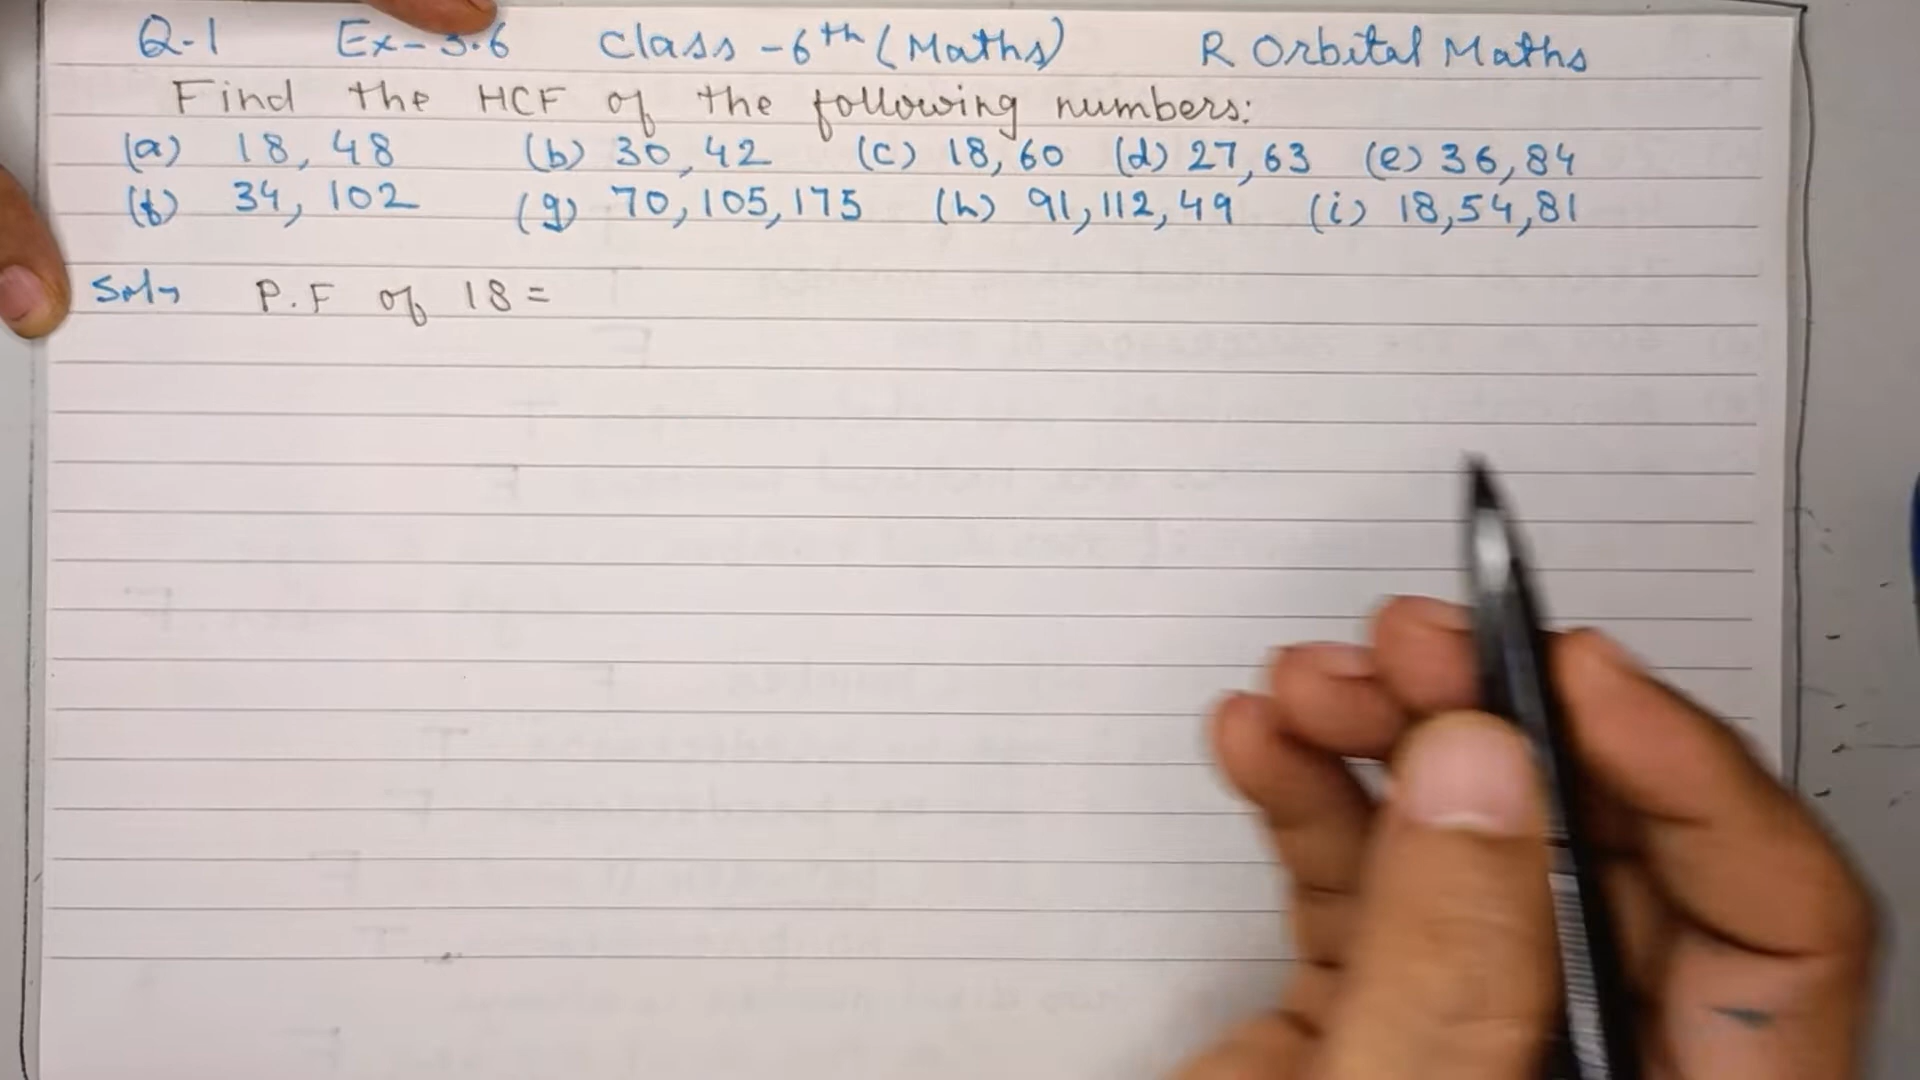 Q-1 Ex-3.6 Class-6th (Maths) R Orbital Maths
Find the HCF of the following numbers:
(a) 18, 48 (b) 30, 42 (c) 18, 60 (d) 27, 63 (e) 36, 84
(f) 34, 102 (g) 70, 105, 175 (h) 91, 112, 49 (i) 18, 54, 81
Soln P.F of 18 =